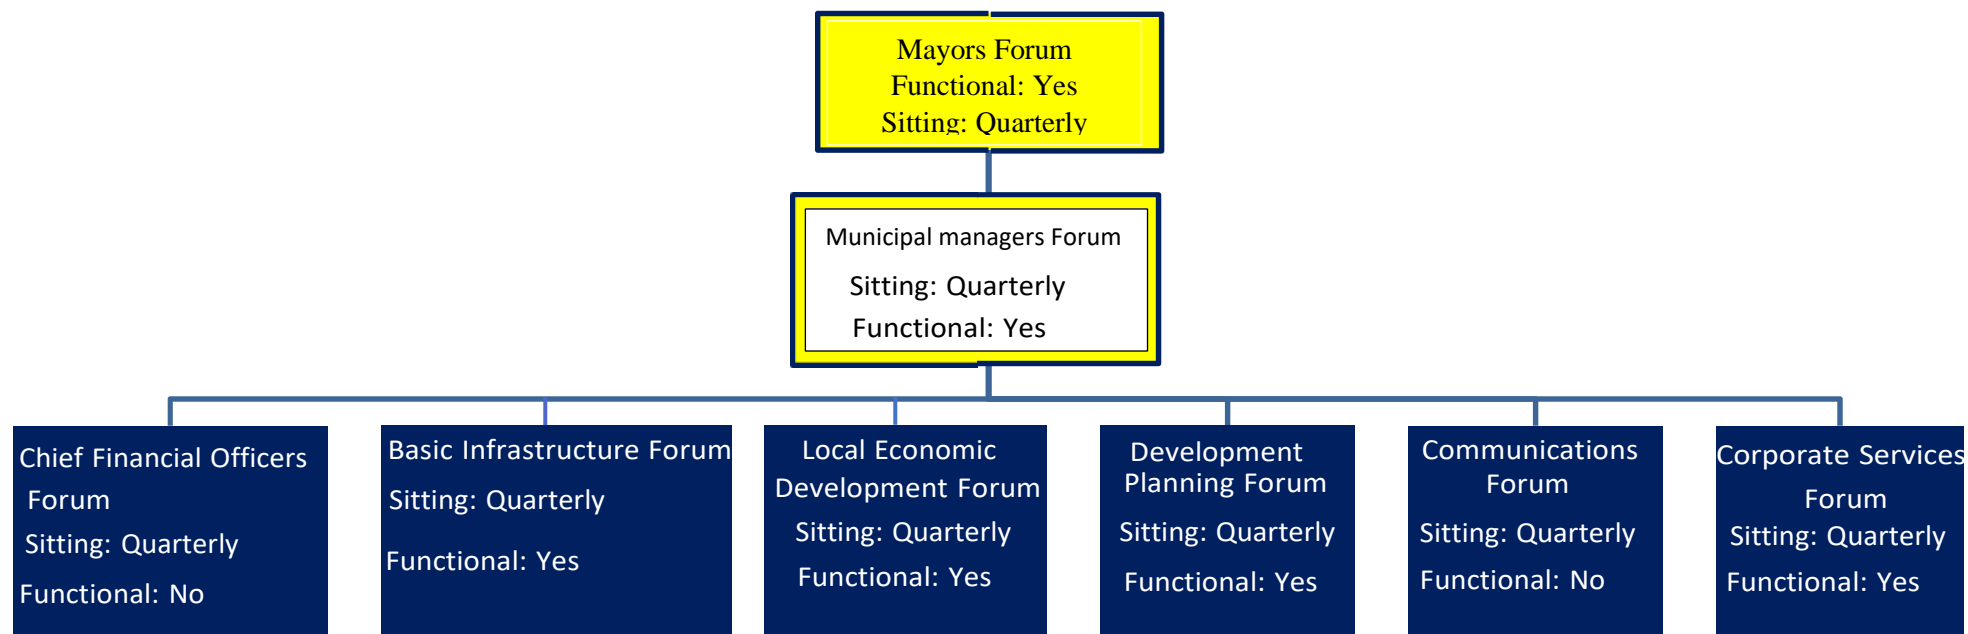 Mayors Forum
Functional: Yes
Sitting: Quarterly
Municipal managers Forum
Sitting: Quarterly
Functional: Yes
Chief Financial Officers
Forum
Sitting: Quarterly
Functional: No
Basic Infrastructure Forum
Sitting: Quarterly
Functional: Yes
Local Economic
Development Forum
Sitting: Quarterly
Functional: Yes
Development
Planning Forum
Sitting: Quarterly
Functional: Yes
Communications
Forum
Sitting: Quarterly
Functional: No
Corporate Services
Forum
Sitting: Quarterly
Functional: Yes